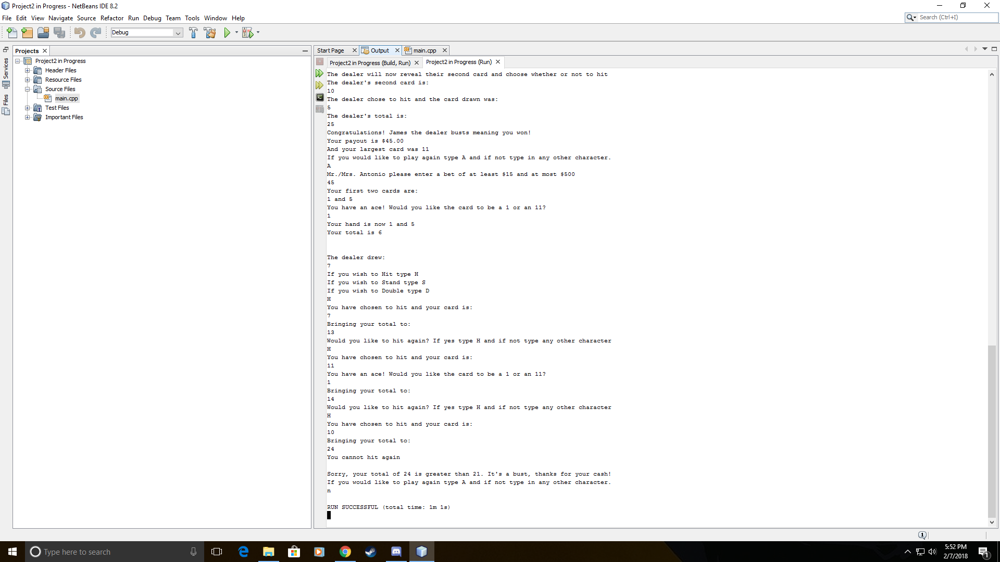 Project2 in Progress - NetBeans IDE 8.2
File Edit View Navigate Source Refactor Run Debug Team Tools Window Help
Search (Ctrl+I)
Debug
Projects
Start Page Output main.cpp
Services
Files
Project2 in Progress
Header Files
Resource Files
Source Files
main.cpp
Test Files
Important Files
Project2 in Progress (Build, Run) Project2 in Progress (Run)
The dealer will now reveal their second card and choose whether or not to hit
The dealer's second card is:
10
The dealer chose to hit and the card drawn was:
5
The dealer's total is:
25
Congratulations! James the dealer busts meaning you won!
Your payout is $45.00
And your largest card was 11
If you would like to play again type A and if not type in any other character.
A
Mr./Mrs. Antonio please enter a bet of at least $15 and at most $500
45
Your first two cards are:
1 and 5
You have an ace! Would you like the card to be a 1 or an 11?
1
Your hand is now 1 and 5
Your total is 6
The dealer drew:
7
If you wish to Hit type H
If you wish to Stand type S
If you wish to Double type D
H
You have chosen to hit and your card is:
7
Bringing your total to:
13
Would you like to hit again? If yes type H and if not type any other character
H
You have chosen to hit and your card is:
11
You have an ace! Would you like the card to be a 1 or an 11?
1
Bringing your total to:
14
Would you like to hit again? If yes type H and if not type any other character
H
You have chosen to hit and your card is:
10
Bringing your total to:
24
You cannot hit again
Sorry, your total of 24 is greater than 21. It's a bust, thanks for your cash!
If you would like to play again type A and if not type in any other character.
n
RUN SUCCESSFUL (total time: 1m 1s)
1
Type here to search
5:52 PM
2/7/2018
1